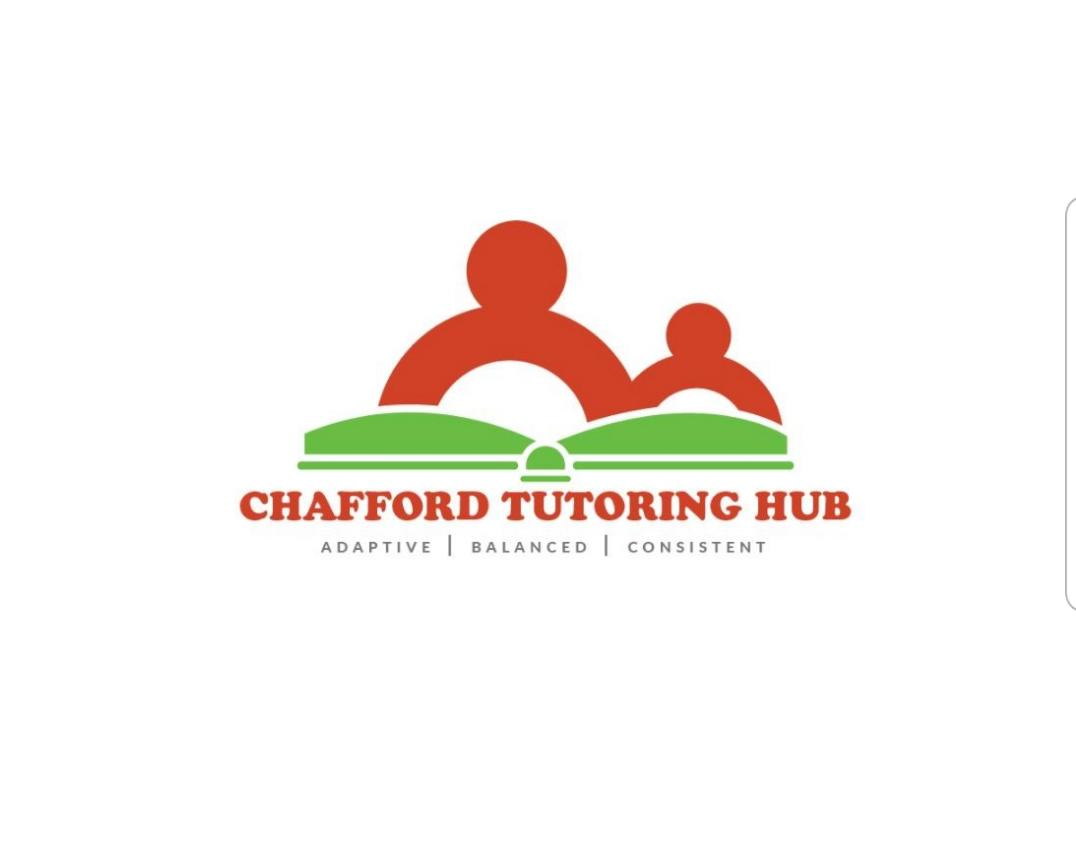 CHAFFORD TUTORING HUB
ADAPTIVE | BALANCED | CONSISTENT